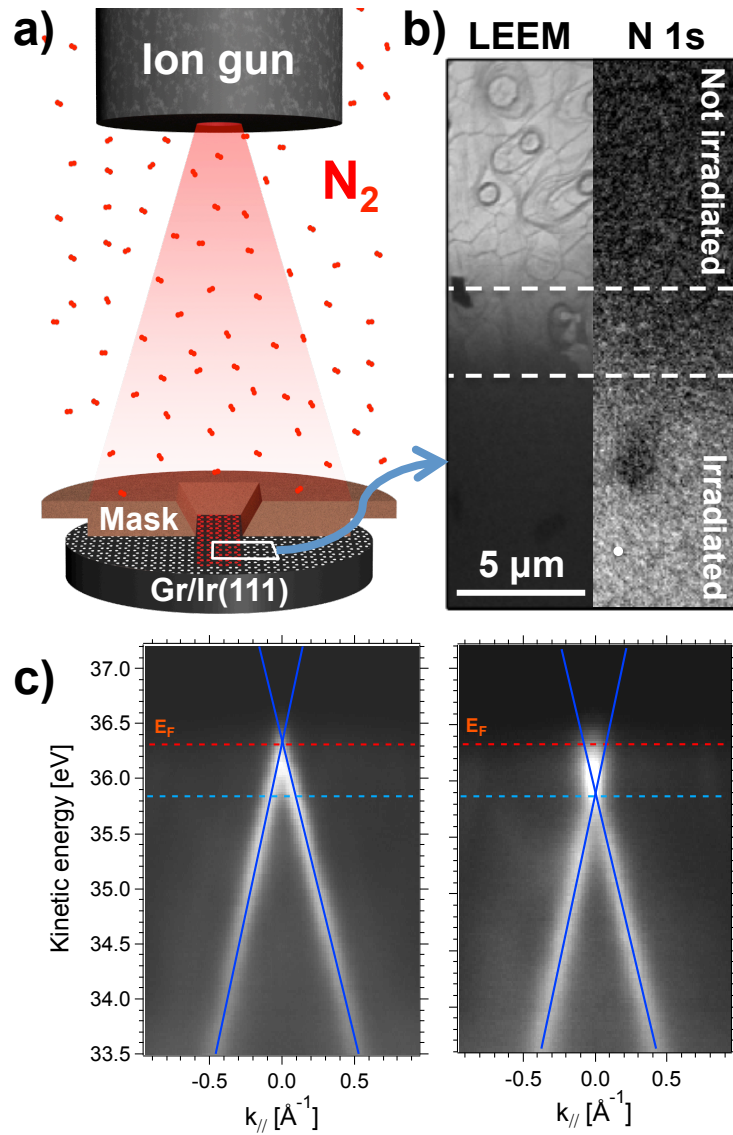 a)
Ion gun
N2
Mask
Gr/Ir(111)
b)
LEEM N 1s
Not irradiated
Irradiated
5 µm
c)
Kinetic energy [eV]
37.0
36.5
36.0
35.5
35.0
34.5
34.0
33.5
EF
-0.5 0.0 0.5
k// [Å-1]
EF
-0.5 0.0 0.5
k// [Å-1]